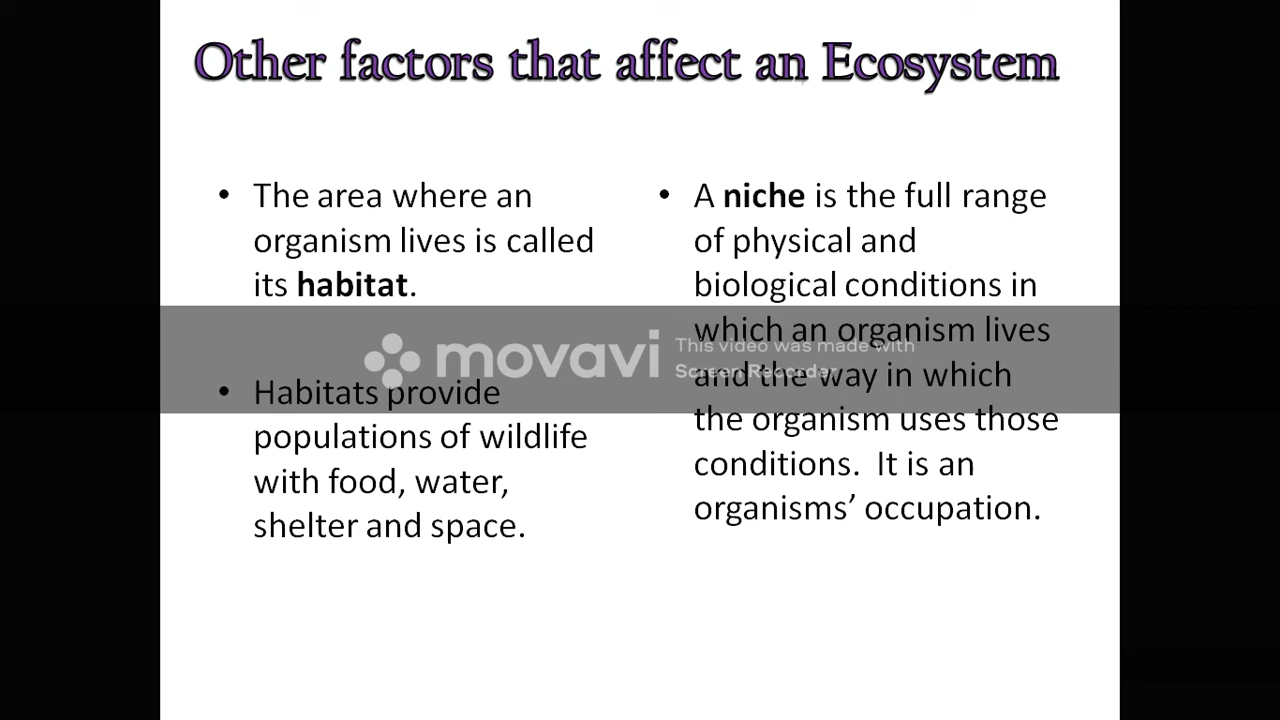 Other factors that affect an Ecosystem
• The area where an
organism lives is called
its habitat.
• Habitats provide
populations of wildlife
with food, water,
shelter and space.
• A niche is the full range
of physical and
biological conditions in
which an organism lives
and the way in which
the organism uses those
conditions. It is an
organisms’ occupation.
movavi
This video was made with
Screen Recorder